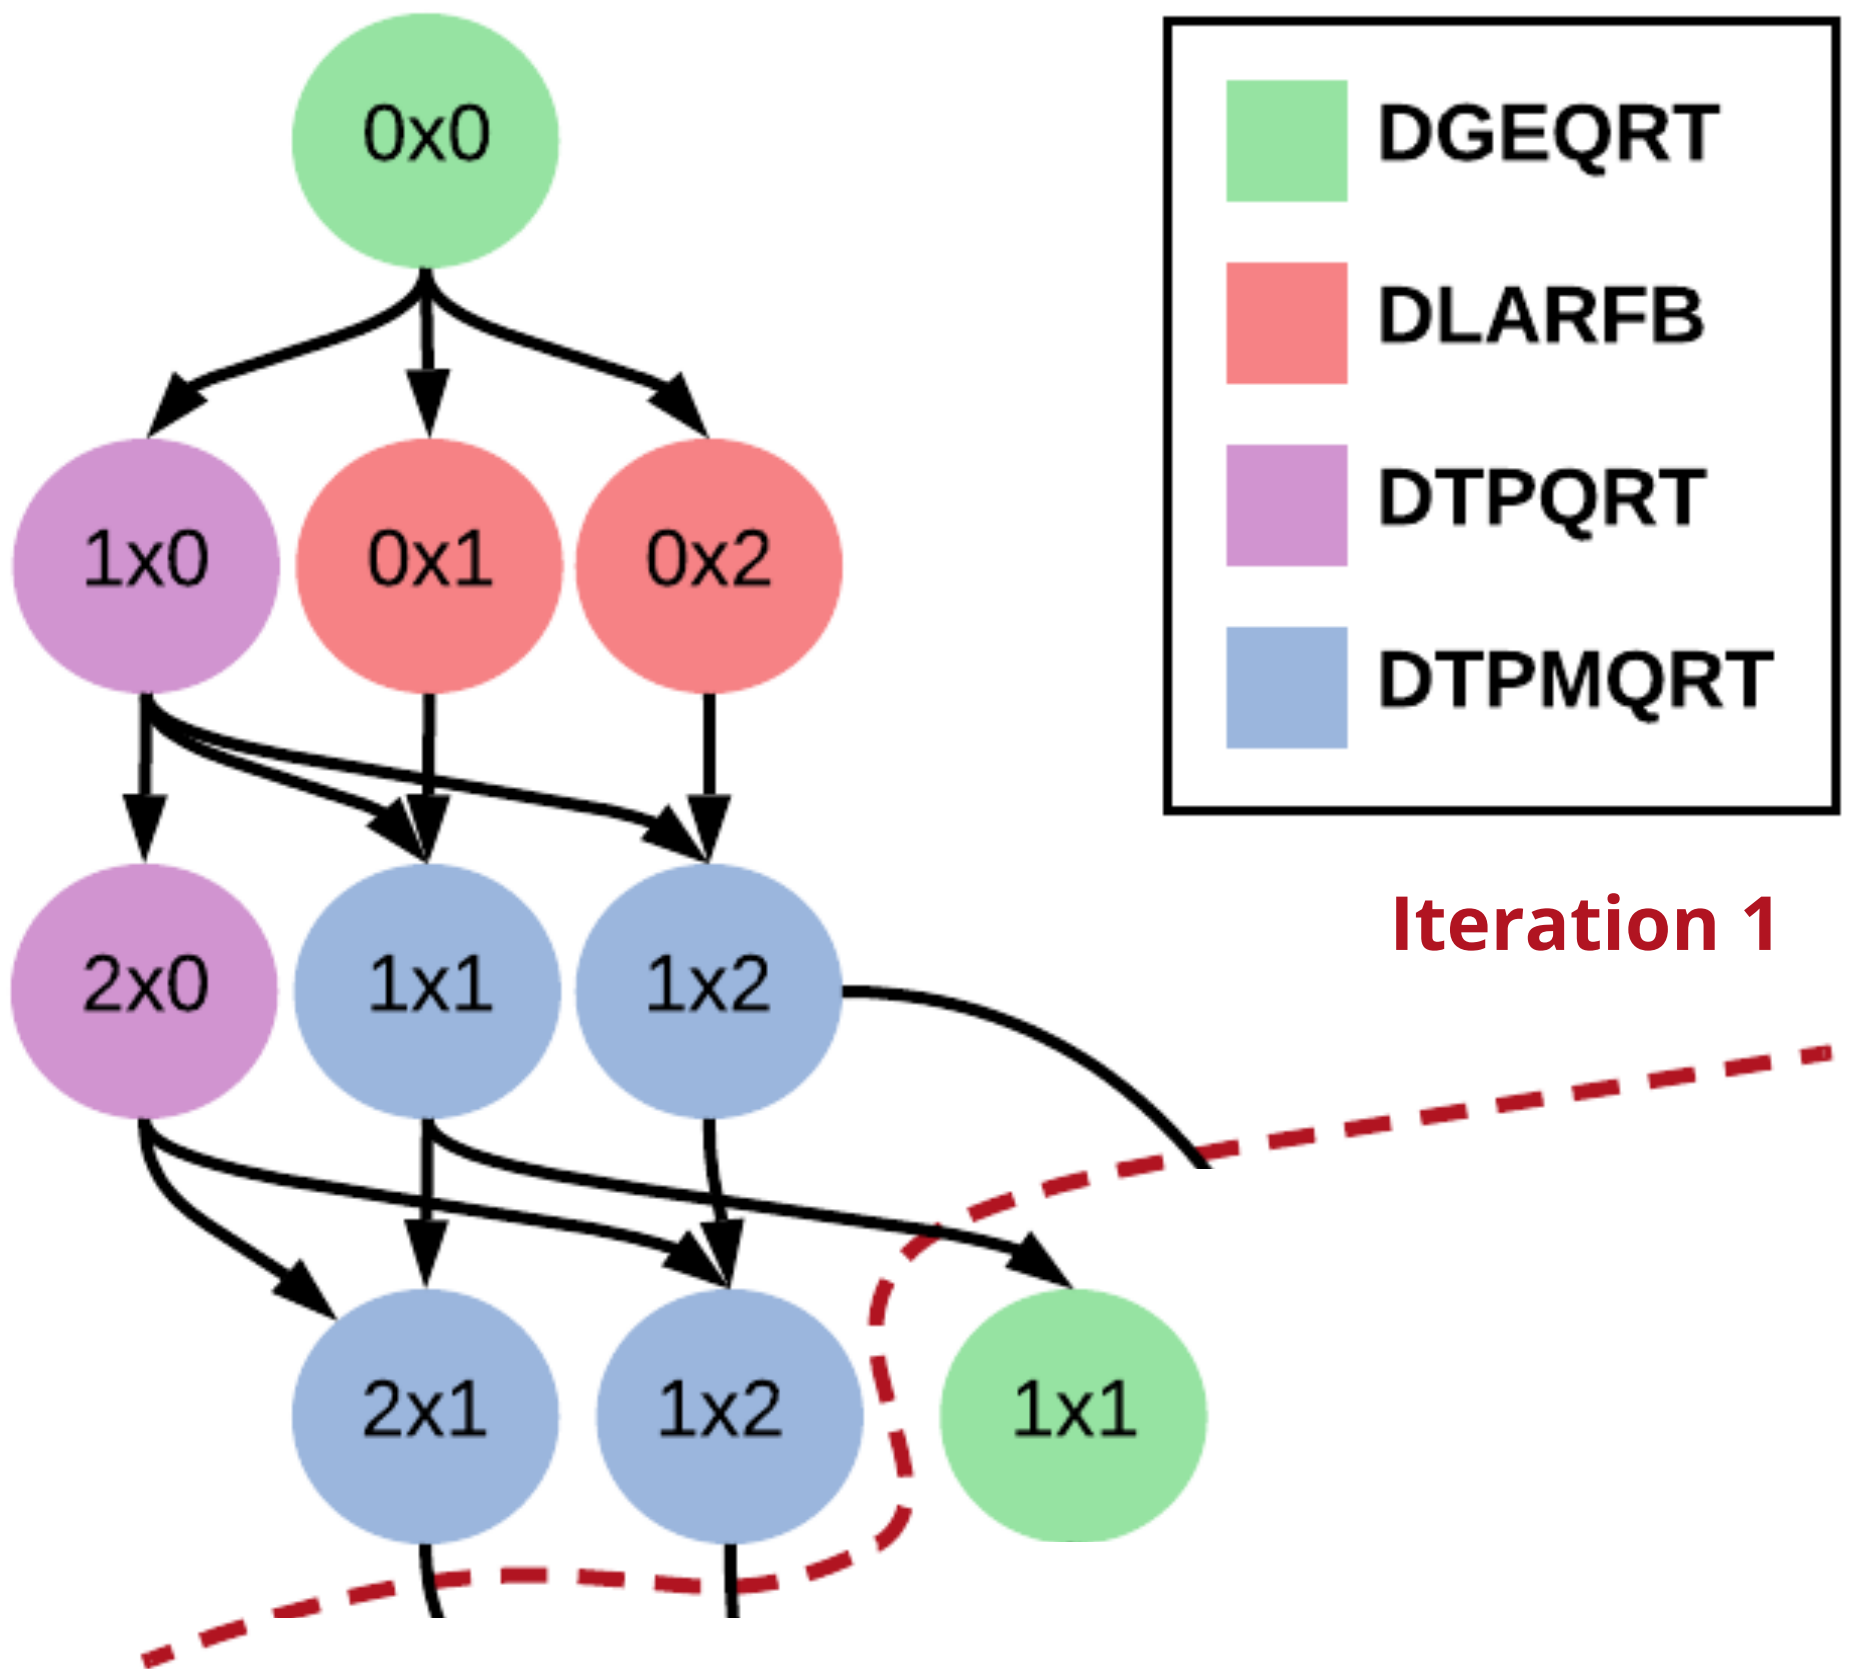 0x0
DGEQRT
DLARFB
DTPQRT
DTPMQRT
1x0
0x1
0x2
Iteration 1
2x0
1x1
1x2
2x1
1x2
1x1